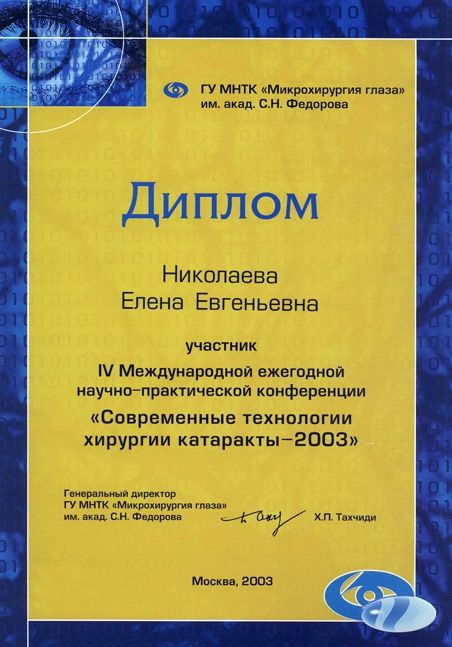 ГУ МНТК «Микрохирургия глаза»
им. акад. С.Н. Федорова
Диплом
Николаева
Елена Евгеньевна
участник
IV Международной ежегодной
научно-практической конференции
«Современные технологии
хирургии катаракты-2003»
Генеральный директор
ГУ МНТК «Микрохирургия глаза»
им. акад. С.Н. Федорова
Х.П. Тахчиди
Москва, 2003